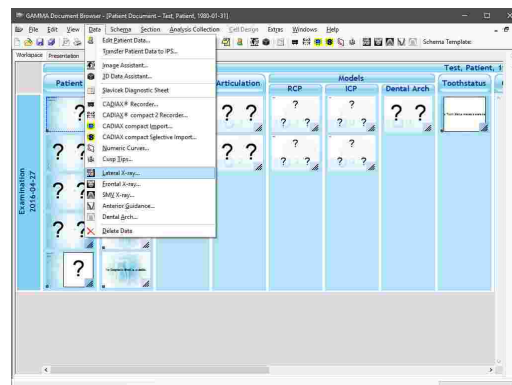 GAMMA Document Browser - [Patient Document - Test, Patient, 1980-01-31]
File Edit View Data Schema Section Analysis Collection Cell Design Extras Windows Help
Schema Template:
Workspace Presentation
Edit Patient Data...
Transfer Patient Data to IPS...
Image Assistant...
3D Data Assistant...
Slavicek Diagnostic Sheet
CADIAX® Recorder...
CADIAX® compact 2 Recorder...
CADIAX compact Import...
CADIAX compact Selective Import...
Numeric Curves...
Cusp Tips...
Lateral X-ray...
Frontal X-ray...
SMV X-ray...
Anterior Guidance...
Dental Arch...
Delete Data
Test, Patient, 1
Patient
Articulation
Models
RCP ICP Dental Arch
Toothstatus
Examination
2016-04-27
? ? ? ? ? ? ?
? ? ? ?
? ? ? ? ? ?
? ?
? ?
?